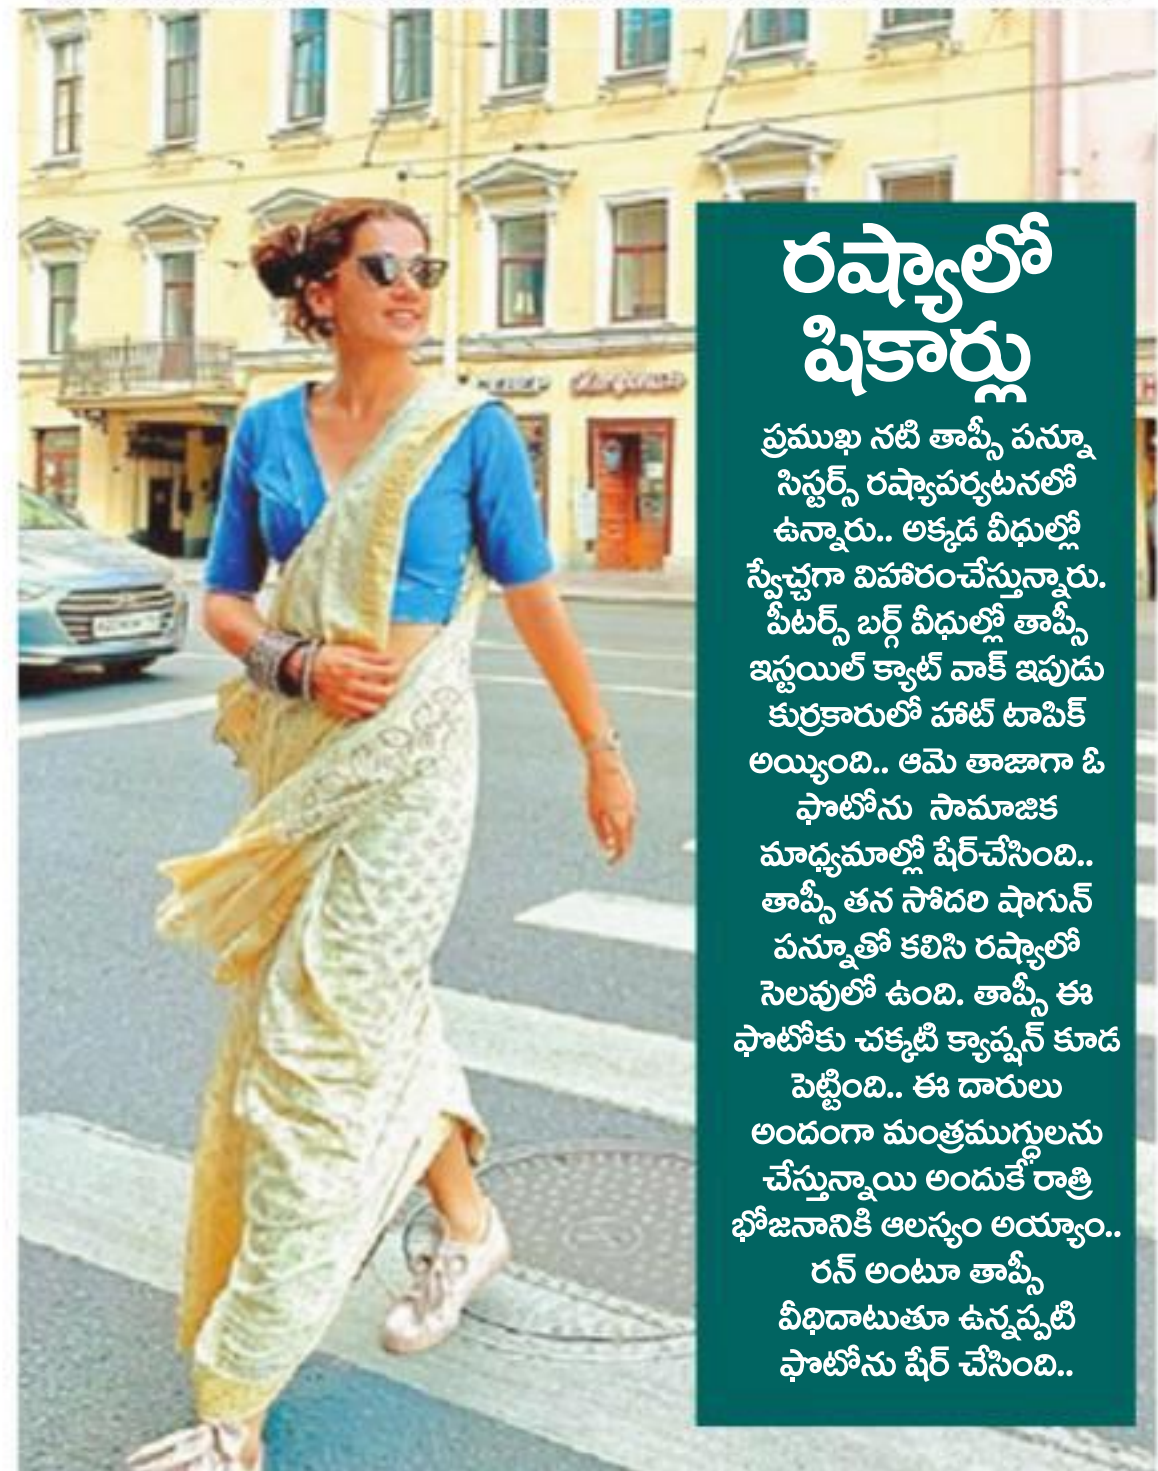 రష్యాలో
షికార్లు
ప్రముఖ నటి తాప్సీ పన్నూ
సిస్టర్స్ రష్యాపర్యటనలో
ఉన్నారు.. అక్కడ వీధుల్లో
స్వేచ్చగా విహారంచేస్తున్నారు.
పీటర్స్ బర్గ్ వీధుల్లో తాప్సీ
ఇస్టయిల్ క్యాట్ వాక్ ఇపుడు
కుర్రకారులో హాట్ టాపిక్
అయ్యింది.. ఆమె తాజాగా ఓ
ఫొటోను సామాజిక
మాధ్యమాల్లో షేర్‌చేసింది..
తాప్సీ తన సోదరి షాగున్
పన్నూతో కలిసి రష్యాలో
సెలవులో ఉంది. తాప్సీ ఈ
ఫొటోకు చక్కటి క్యాప్షన్ కూడ
పెట్టింది.. ఈ దారులు
అందంగా మంత్రముగ్ధులను
చేస్తున్నాయి అందుకే రాత్రి
భోజనానికి ఆలస్యం అయ్యాం..
రన్ అంటూ తాప్సీ
వీధిదాటుతూ ఉన్నప్పటి
ఫొటోను షేర్ చేసింది..